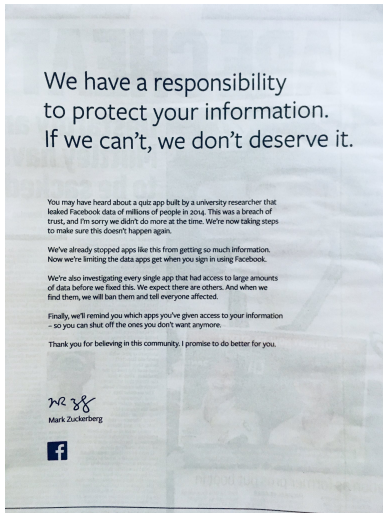 We have a responsibility
to protect your information.
If we can't, we don't deserve it.
You may have heard about a quiz app built by a university researcher that
leaked Facebook data of millions of people in 2014. This was a breach of
trust, and I'm sorry we didn't do more at the time. We're now taking steps
to make sure this doesn't happen again.
We've already stopped apps like this from getting so much information.
Now we're limiting the data apps get when you sign in using Facebook.
We're also investigating every single app that had access to large amounts
of data before we fixed this. We expect there are others. And when we
find them, we will ban them and tell everyone affected.
Finally, we'll remind you which apps you've given access to your information
– so you can shut off the ones you don't want anymore.
Thank you for believing in this community. I promise to do better for you.
Mark Zuckerberg
f